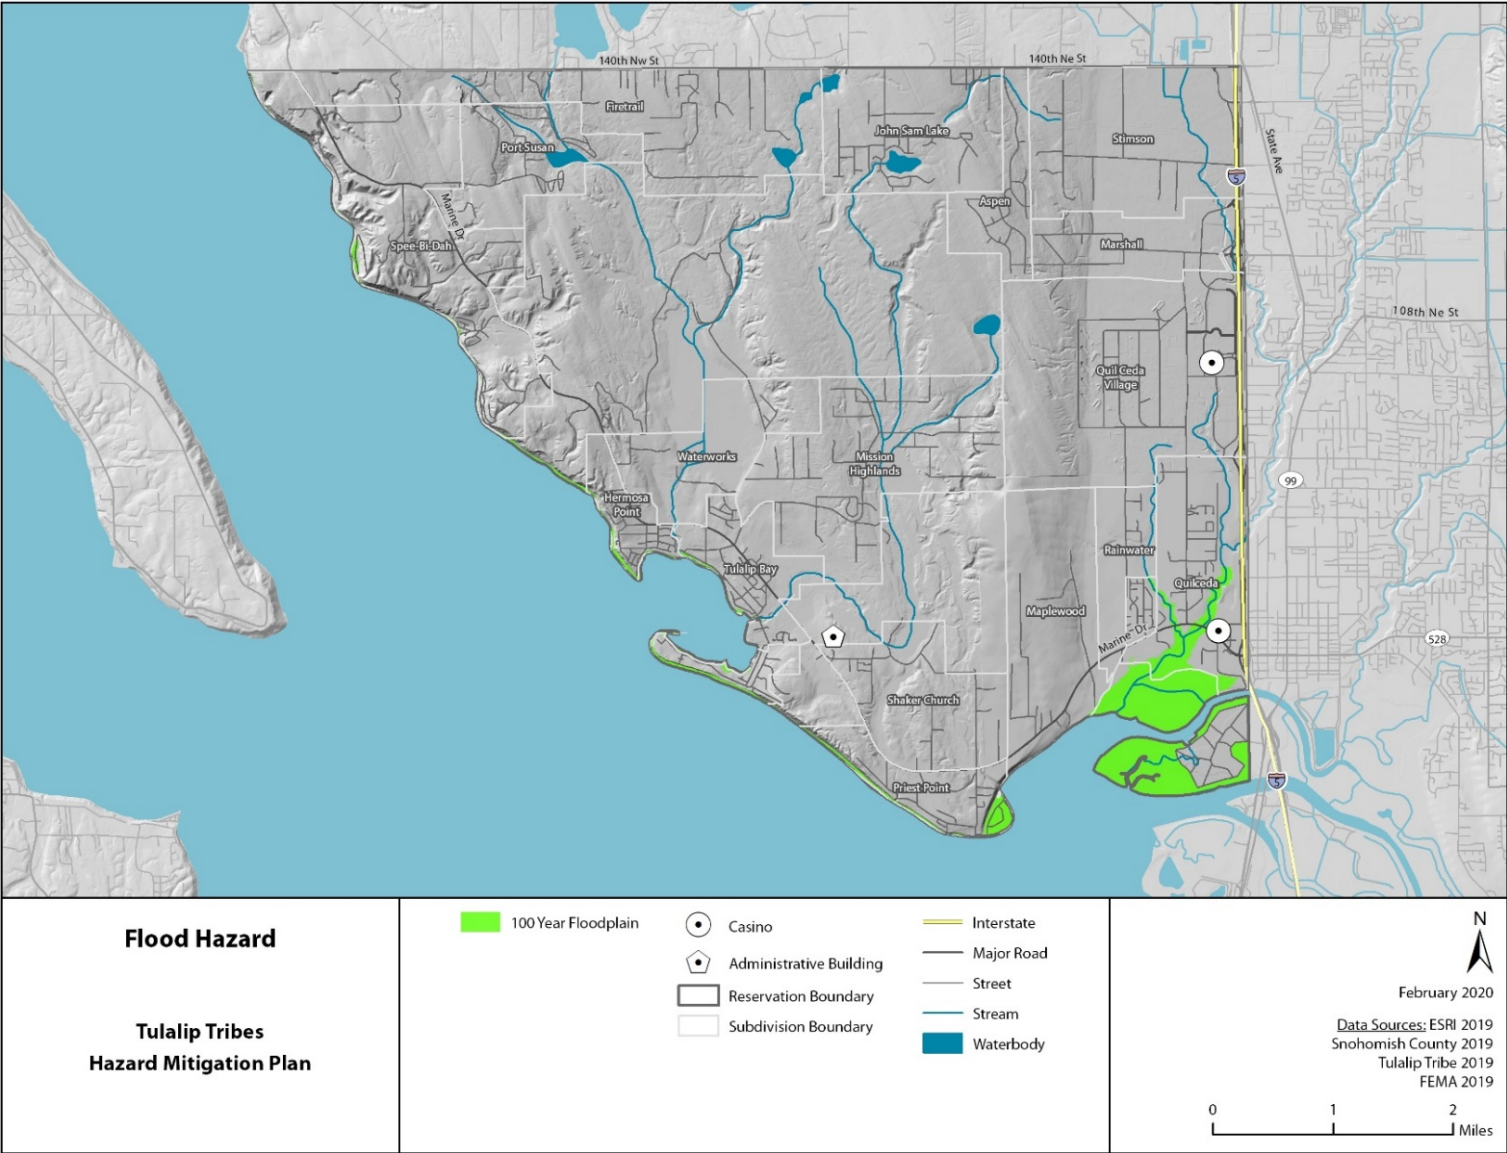 140th Nw St
140th Ne St
Firetrail
John Sam Lake
Stimson
State Ave
Port Susan
5
Aspen
Marine Dr
Spee-Bi-Dah
Marshall
108th Ne St
Quil Ceda
Village
Waterworks
Mission
Highlands
99
Hermosa
Point
Rainwater
Tulalip Bay
Quilceda
Maplewood
Marine Dr
528
Shaker Church
5
Priest Point
Flood Hazard
Tulalip Tribes
Hazard Mitigation Plan
100 Year Floodplain
Casino
Administrative Building
Reservation Boundary
Subdivision Boundary
Interstate
Major Road
Street
Stream
Waterbody
N
February 2020
Data Sources: ESRI 2019
Snohomish County 2019
Tulalip Tribe 2019
FEMA 2019
0 1 2
Miles